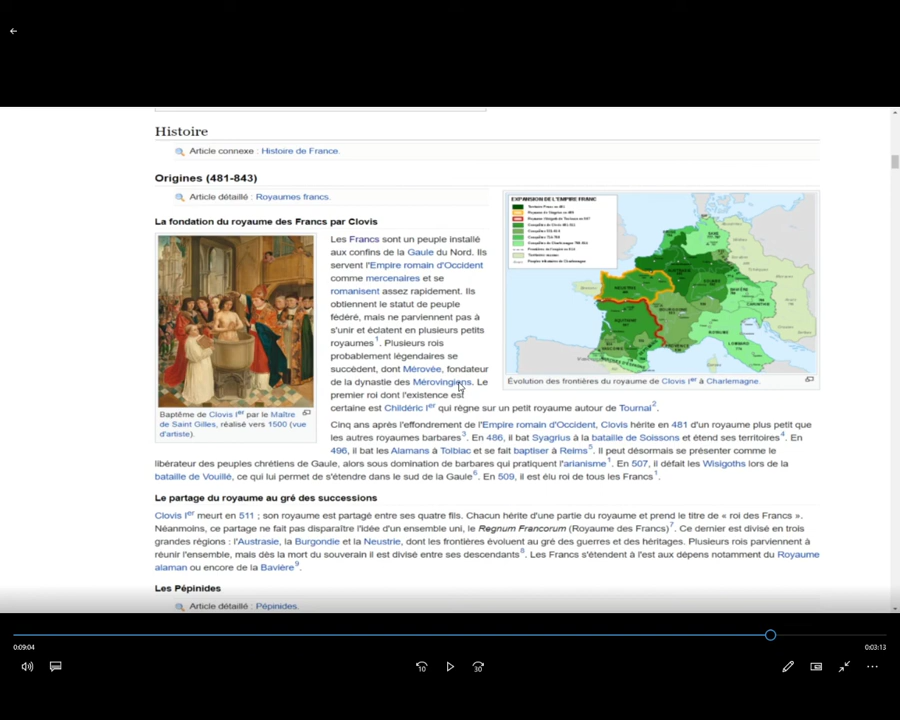 Histoire
Article connexe : Histoire de France.
Origines (481-843)
Article détaillé : Royaumes francs.
La fondation du royaume des Francs par Clovis
Les Francs sont un peuple installé
aux confins de la Gaule du Nord. Ils
servent l'Empire romain d'Occident
comme mercenaires et se
romanisent assez rapidement. Ils
obtiennent le statut de peuple
fédéré, mais ne parviennent pas à
s'unir et éclatent en plusieurs petits
royaumes1. Plusieurs rois
probablement légendaires se
succèdent, dont Mérovée, fondateur
de la dynastie des Mérovingiens. Le
premier roi dont l'existence est
certaine est Childéric Ier qui règne sur un petit royaume autour de Tournai2.
Baptême de Clovis Ier par le Maître
de Saint Gilles, réalisé vers 1500 (vue
d'artiste).
EXPANSION DE L'EMPIRE FRANC
Évolution des frontières du royaume de Clovis Ier à Charlemagne.
Cinq ans après l'effondrement de l'Empire romain d'Occident, Clovis hérite en 481 d'un royaume plus petit que
les autres royaumes barbares3. En 486, il bat Syagrius à la bataille de Soissons et étend ses territoires4. En
496, il bat les Alamans à Tolbiac et se fait baptiser à Reims5. Il peut désormais se présenter comme le
libérateur des peuples chrétiens de Gaule, alors sous domination de barbares qui pratiquent l'arianisme1. En 507, il défait les Wisigoths lors de la
bataille de Vouillé, ce qui lui permet de s'étendre dans le sud de la Gaule6. En 509, il est élu roi de tous les Francs1.
Le partage du royaume au gré des successions
Clovis Ier meurt en 511 ; son royaume est partagé entre ses quatre fils. Chacun hérite d'une partie du royaume et prend le titre de « roi des Francs ».
Néanmoins, ce partage ne fait pas disparaître l'idée d'un ensemble uni, le Regnum Francorum (Royaume des Francs)7. Ce dernier est divisé en trois
grandes régions : l'Austrasie, la Burgondie et la Neustrie, dont les frontières évoluent au gré des guerres et des héritages. Plusieurs rois parviennent à
réunir l'ensemble, mais dès la mort du souverain il est divisé entre ses descendants8. Les Francs s'étendent à l'est aux dépens notamment du Royaume
alaman ou encore de la Bavière9.
Les Pépinides
Article détaillé : Pépinides.
0:09:04
0:03:13
10
30